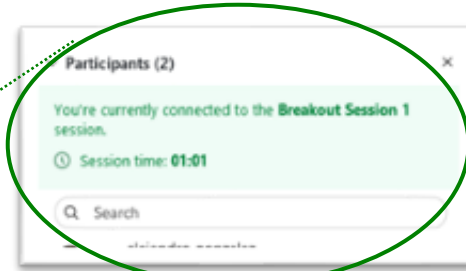 Participants (2)
You're currently connected to the Breakout Session 1
session.
Session time: 01:01
Search